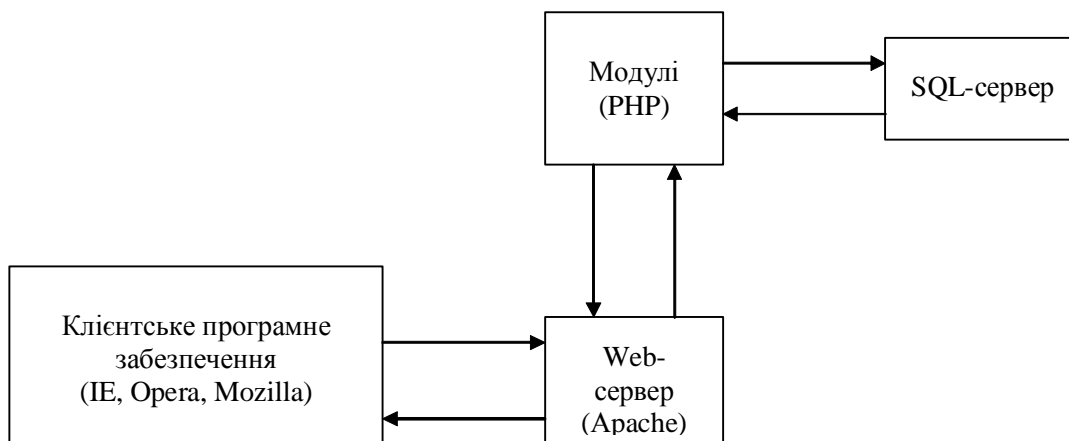 Модулі
(PHP)
SQL-сервер
Клієнтське програмне
забезпечення
(IE, Opera, Mozilla)
Web-
сервер
(Apache)